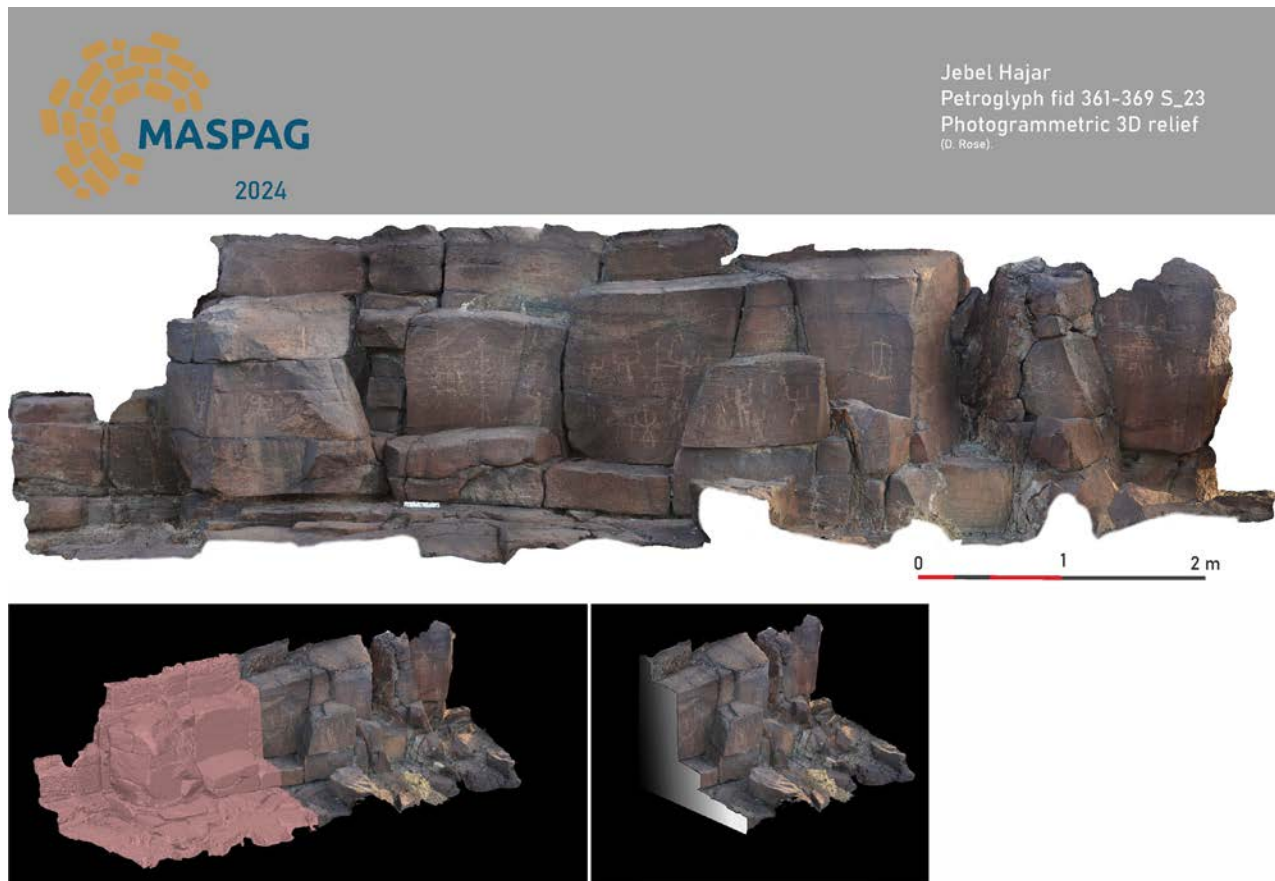 MASPAG
2024
Jebel Hajar
Petroglyph fid 361-369 S_23
Photogrammetric 3D relief
(D. Rose).
0 1 2 m